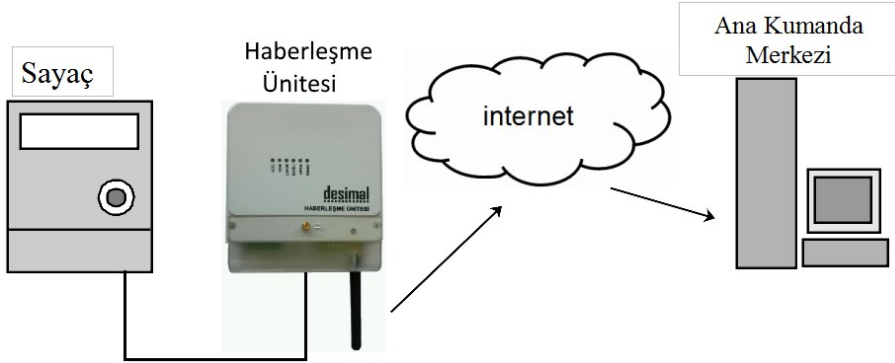 Sayaç
Haberleşme
Ünitesi
desimal
HABERLEŞME ÜNİTESİ
internet
Ana Kumanda
Merkezi